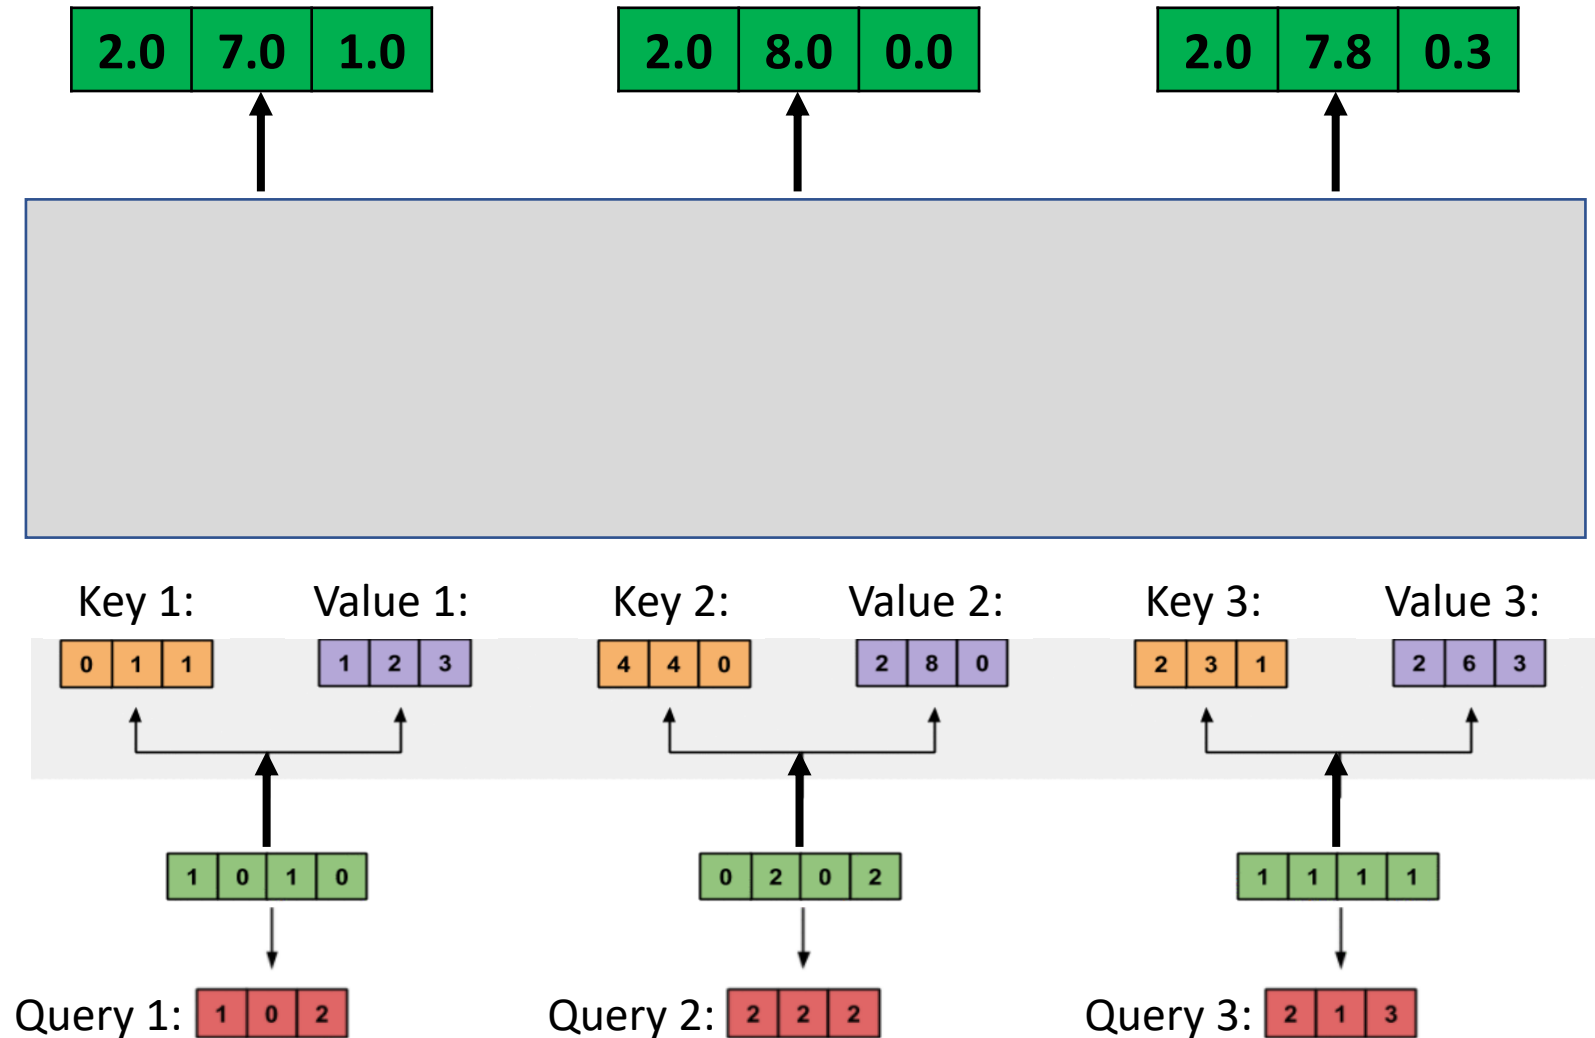 2.0 7.0 1.0 2.0 8.0 0.0 2.0 7.8 0.3
Key 1: Value 1: Key 2: Value 2: Key 3: Value 3:
0 1 1 1 2 3 4 4 0 2 8 0 2 3 1 2 6 3
1 0 1 0 0 2 0 2 1 1 1 1
Query 1: 1 0 2 Query 2: 2 2 2 Query 3: 2 1 3